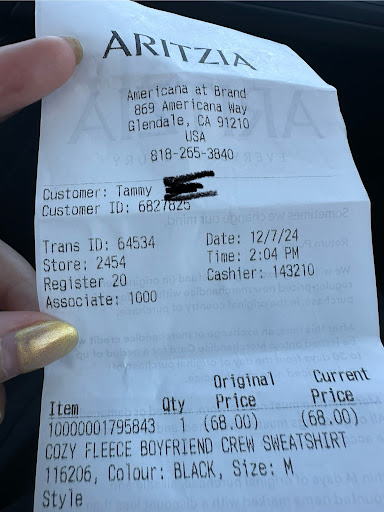 ARITZIA
Americana at Brand
869 Americana Way
Glendale, CA 91210
USA
818-265-3840
Customer: Tammy
Customer ID: 6827825
Trans ID: 64534 Date: 12/7/24
Store: 2454 Time: 2:04 PM
Register 20 Cashier: 143210
Associate: 1000
Original Current
Item Qty Price Price
10000001795843 1 (68.00) (68.00)
COZY FLEECE BOYFRIEND CREW SWEATSHIRT
116206, Colour: BLACK, Size: M
Style